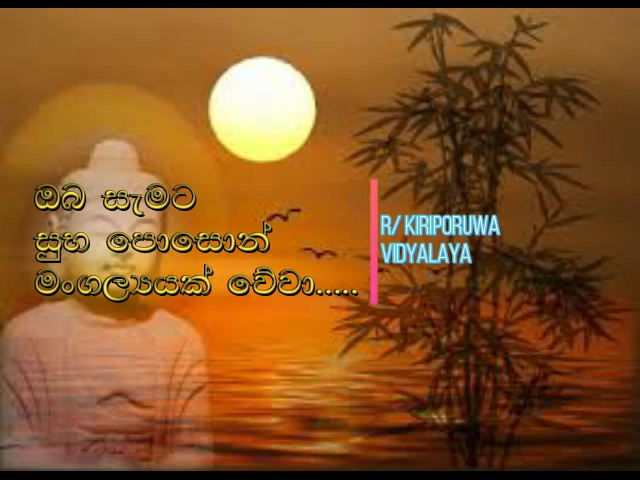 ඔබ සැමට
සුභ පොසොන්
මංගල්‍යයක් වේවා.....
R/ KIRIPORUWA
VIDYALAYA